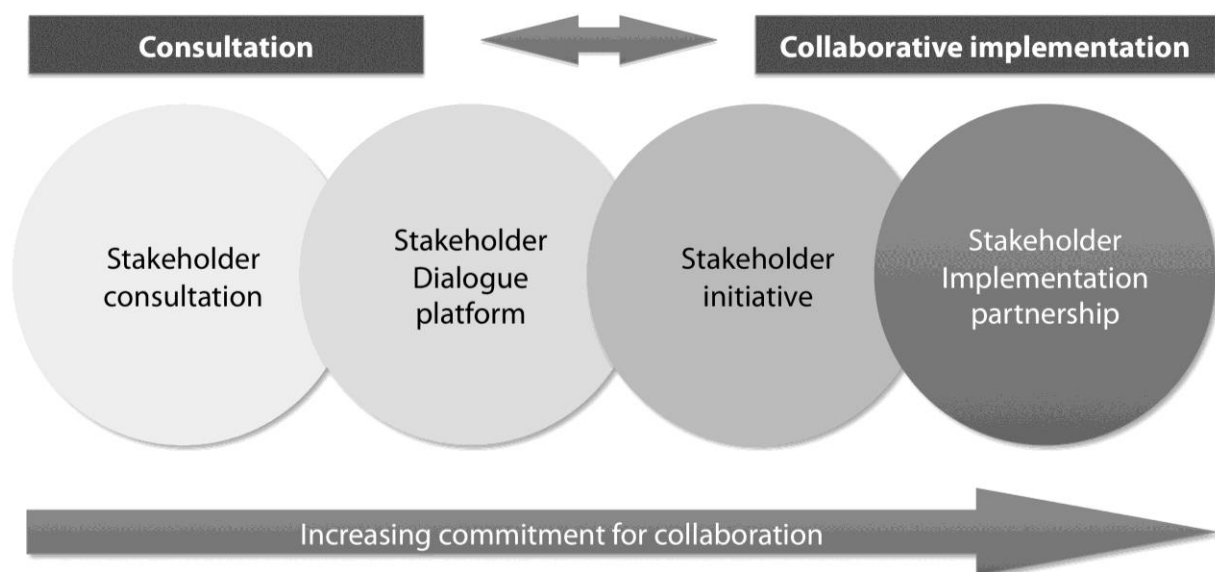 Consultation
Collaborative implementation
Stakeholder
consultation
Stakeholder
Dialogue
platform
Stakeholder
initiative
Stakeholder
Implementation
partnership
Increasing commitment for collaboration